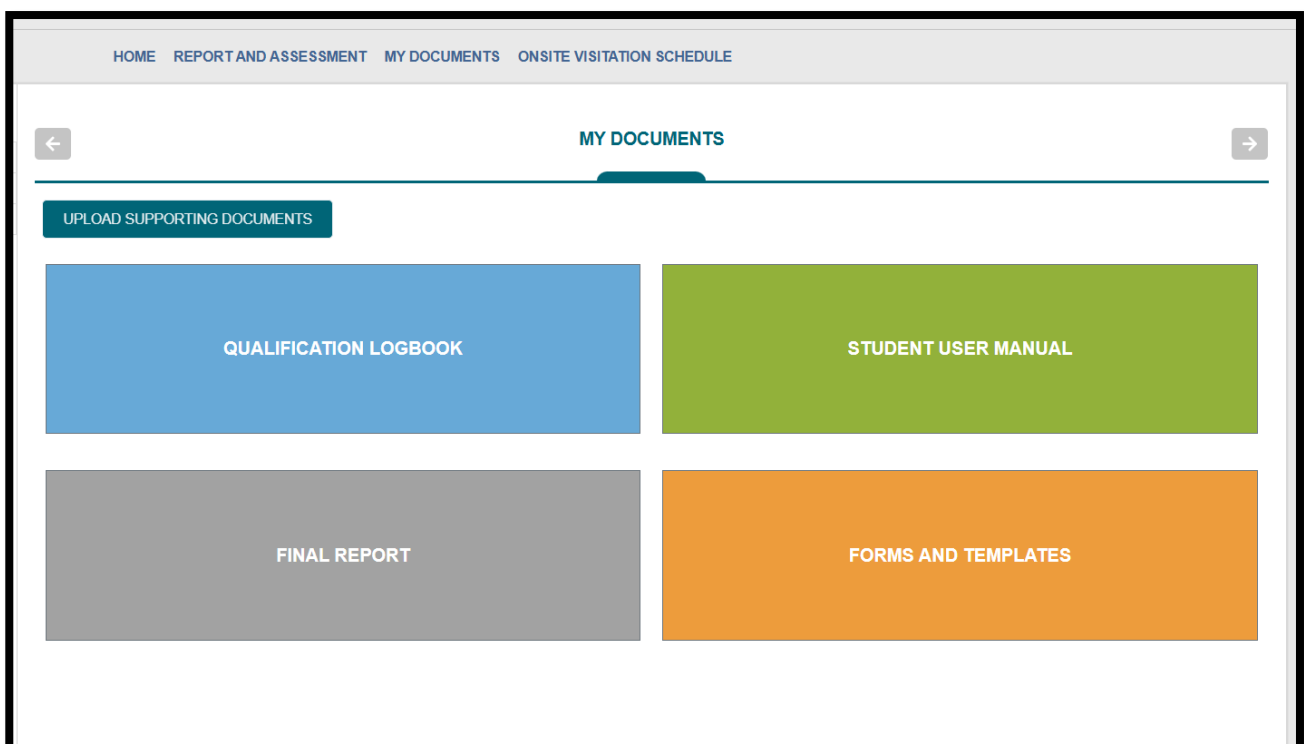 HOME REPORT AND ASSESSMENT MY DOCUMENTS ONSITE VISITATION SCHEDULE
MY DOCUMENTS
UPLOAD SUPPORTING DOCUMENTS
QUALIFICATION LOGBOOK
STUDENT USER MANUAL
FINAL REPORT
FORMS AND TEMPLATES